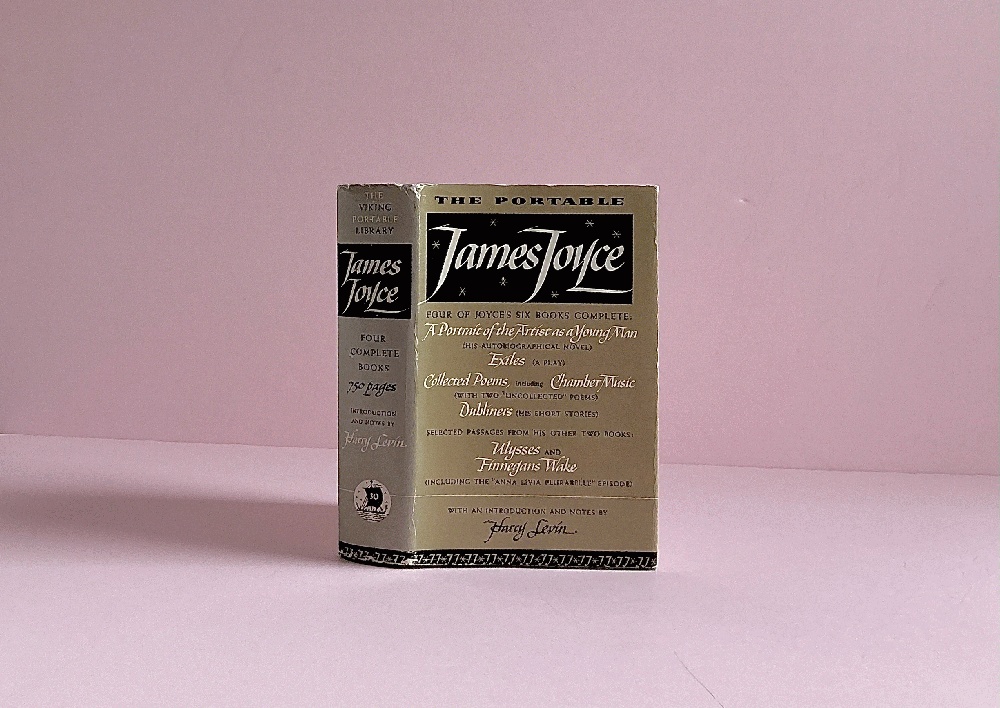 THE
VIKING
PORTABLE
LIBRARY
James
Joyce
FOUR
COMPLETE
BOOKS
750 pages
INTRODUCTION
AND NOTES BY
Harry Levin
30
THE PORTABLE
James Joyce
FOUR OF JOYCE'S SIX BOOKS COMPLETE:
A Portrait of the Artist as a Young Man
(HIS AUTOBIOGRAPHICAL NOVEL)
Exiles (A PLAY)
Collected Poems, including Chamber Music
(WITH TWO "UNCOLLECTED" POEMS)
Dubliners (HIS SHORT STORIES)
SELECTED PASSAGES FROM HIS OTHER TWO BOOKS:
Ulysses AND
Finnegans Wake
(INCLUDING THE "ANNA LIVIA PLURABELLE" EPISODE)
WITH AN INTRODUCTION AND NOTES BY
Harry Levin